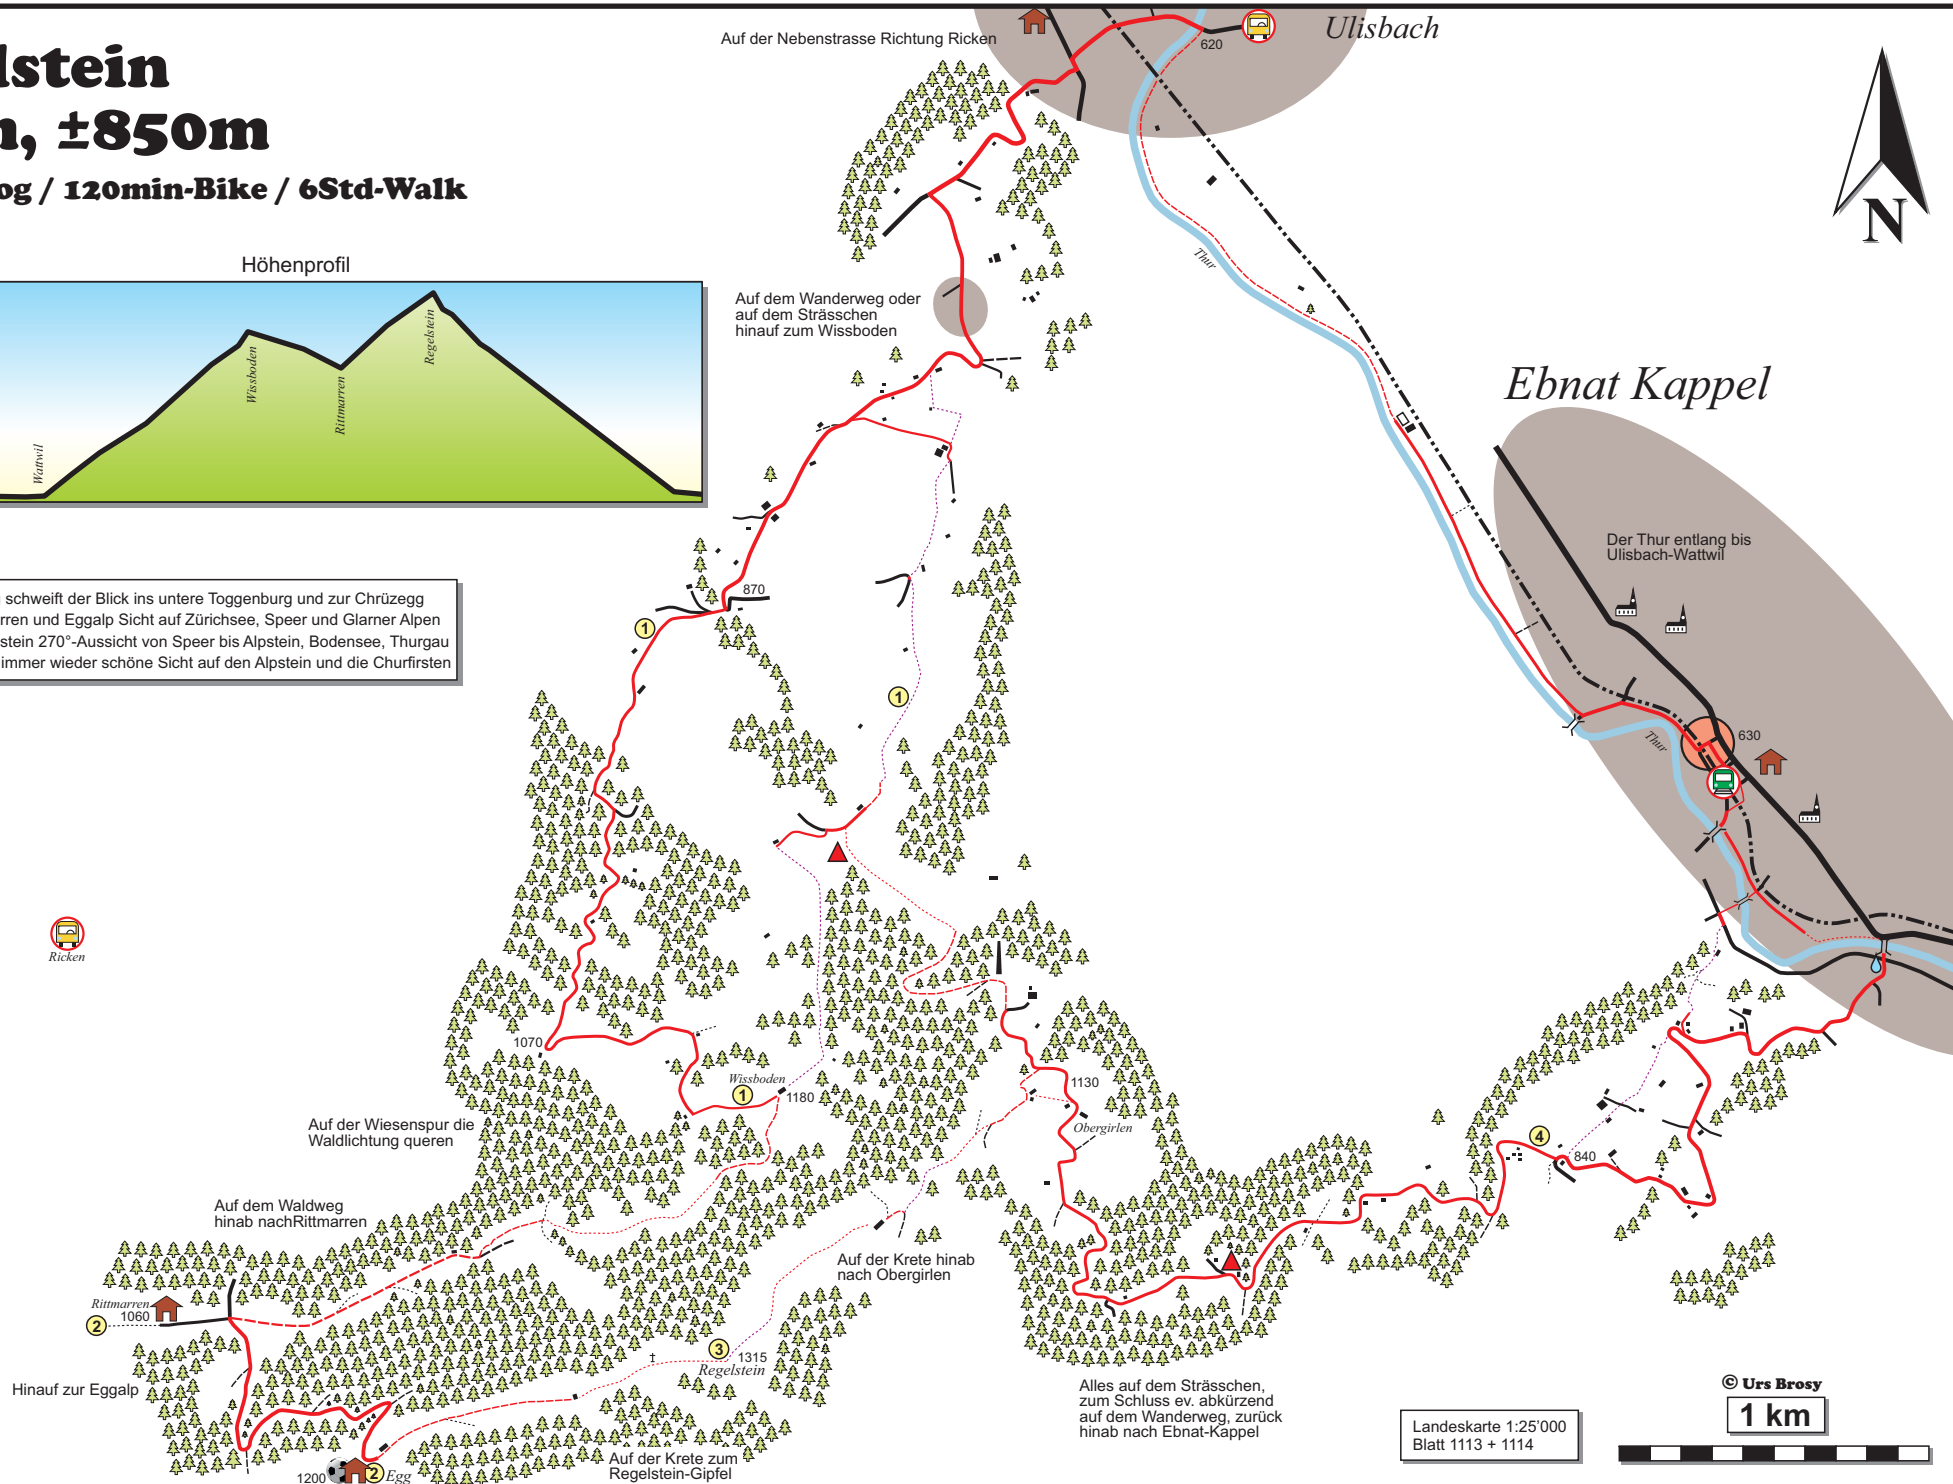 lstein
, ±850m
og / 120min-Bike / 6Std-Walk
Höhenprofil
Wattwil
Wissboden
Rittmarren
Regelstein
schweift der Blick ins untere Toggenburg und zur Chrüzegg
rren und Eggalp Sicht auf Zürichsee, Speer und Glarner Alpen
stein 270°-Aussicht von Speer bis Alpstein, Bodensee, Thurgau
immer wieder schöne Sicht auf den Alpstein und die Churfirsten
Auf der Nebenstrasse Richtung Ricken
620
Ulisbach
N
Thur
Auf dem Wanderweg oder
auf dem Strässchen
hinauf zum Wissboden
Ebnat Kappel
Der Thur entlang bis
Ulisbach-Wattwil
870
1
1
Thur
630
Ricken
1070
Wissboden
1
1180
1130
Obergirlen
Auf der Wiesenspur die
Waldlichtung queren
4
840
Auf dem Waldweg
hinab nachRittmarren
Auf der Krete hinab
nach Obergirlen
Rittmarren
1060
2
3
1315
Regelstein
Hinauf zur Eggalp
Alles auf dem Strässchen,
zum Schluss ev. abkürzend
auf dem Wanderweg, zurück
hinab nach Ebnat-Kappel
© Urs Brosy
1 km
Landeskarte 1:25'000
Blatt 1113 + 1114
Auf der Krete zum
Regelstein-Gipfel
1200
2
Egg